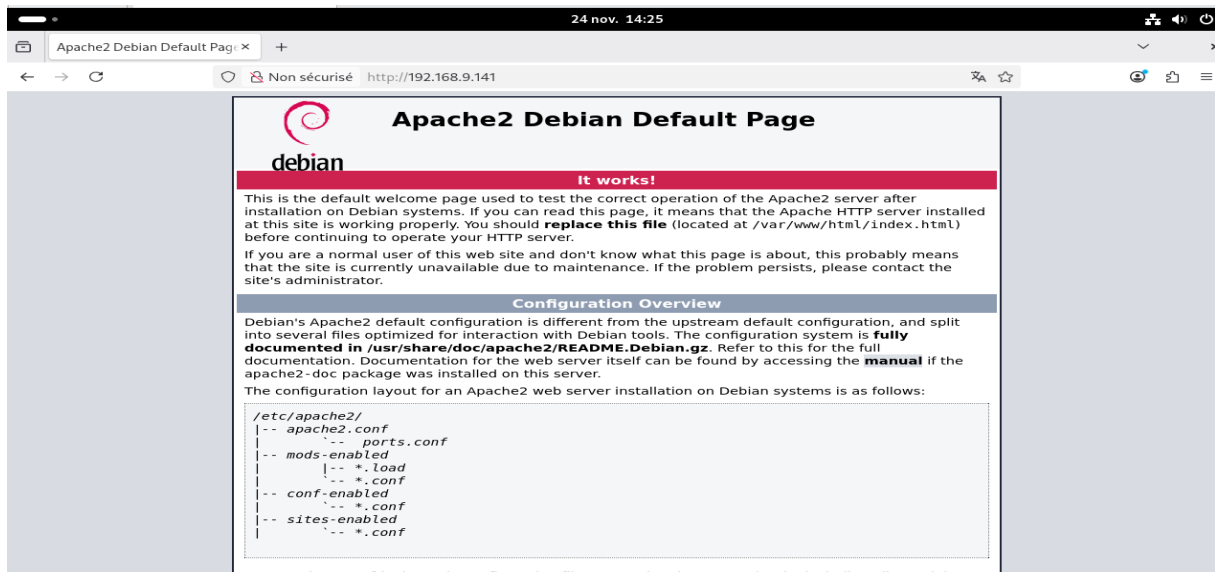 24 nov. 14:25
Apache2 Debian Default Pag
Non sécurisé http://192.168.9.141
debian
Apache2 Debian Default Page
It works!
This is the default welcome page used to test the correct operation of the Apache2 server after
installation on Debian systems. If you can read this page, it means that the Apache HTTP server installed
at this site is working properly. You should replace this file (located at /var/www/html/index.html)
before continuing to operate your HTTP server.
If you are a normal user of this web site and don't know what this page is about, this probably means
that the site is currently unavailable due to maintenance. If the problem persists, please contact the
site's administrator.
Configuration Overview
Debian's Apache2 default configuration is different from the upstream default configuration, and split
into several files optimized for interaction with Debian tools. The configuration system is fully
documented in /usr/share/doc/apache2/README.Debian.gz. Refer to this for the full
documentation. Documentation for the web server itself can be found by accessing the manual if the
apache2-doc package was installed on this server.
The configuration layout for an Apache2 web server installation on Debian systems is as follows:
/etc/apache2/
|-- apache2.conf
|       `--  ports.conf
|-- mods-enabled
|       |-- *.load
|       `-- *.conf
|-- conf-enabled
|       `-- *.conf
|-- sites-enabled
|       `-- *.conf